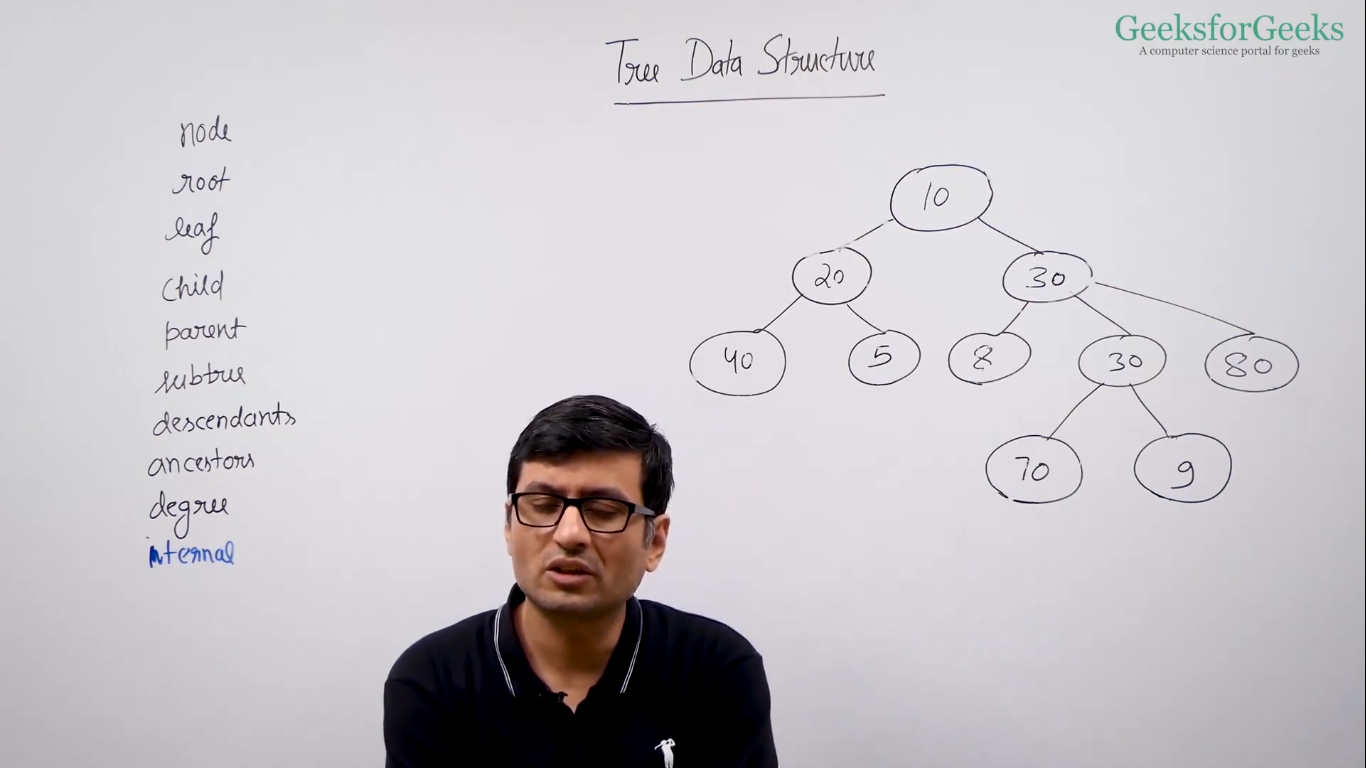 GeeksforGeeks
A computer science portal for geeks
Tree Data Structure
node
root
leaf
child
parent
subtree
descendants
ancestors
degree
internal
10
20 30
40 5 8 30 80
70 9